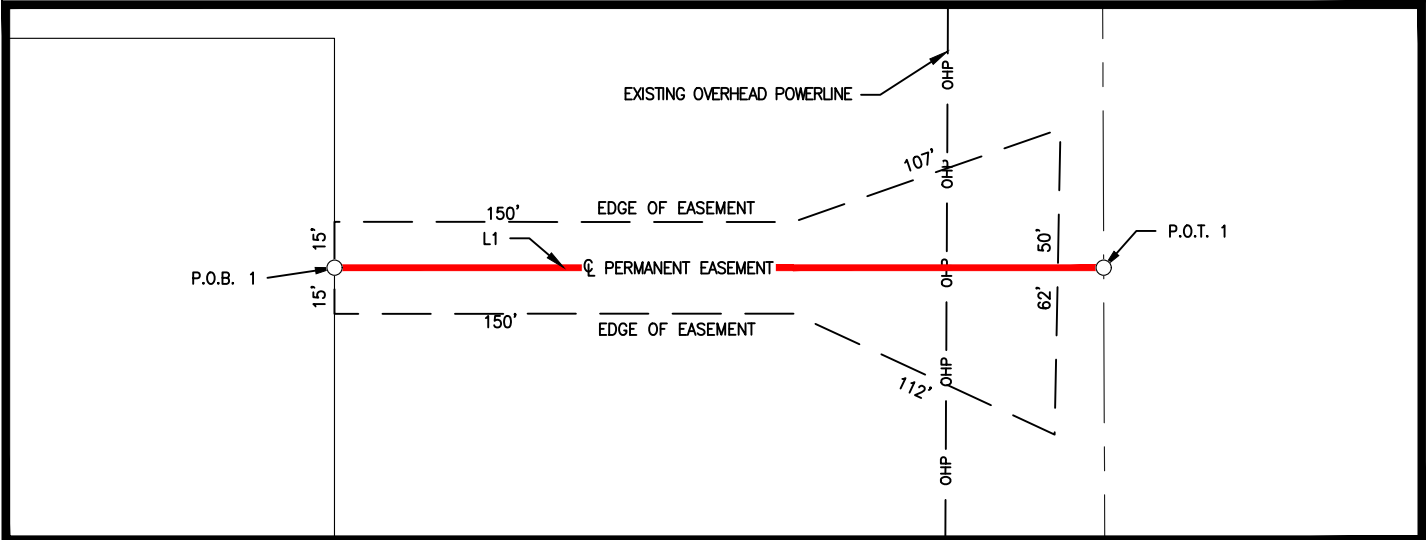 OHP
EXISTING OVERHEAD POWERLINE
107'
OHP
150'
EDGE OF EASEMENT
15'
L1
50'
P.O.T. 1
P.O.B. 1
℄ PERMANENT EASEMENT
OHP
15'
62'
150'
EDGE OF EASEMENT
OHP
112'
OHP